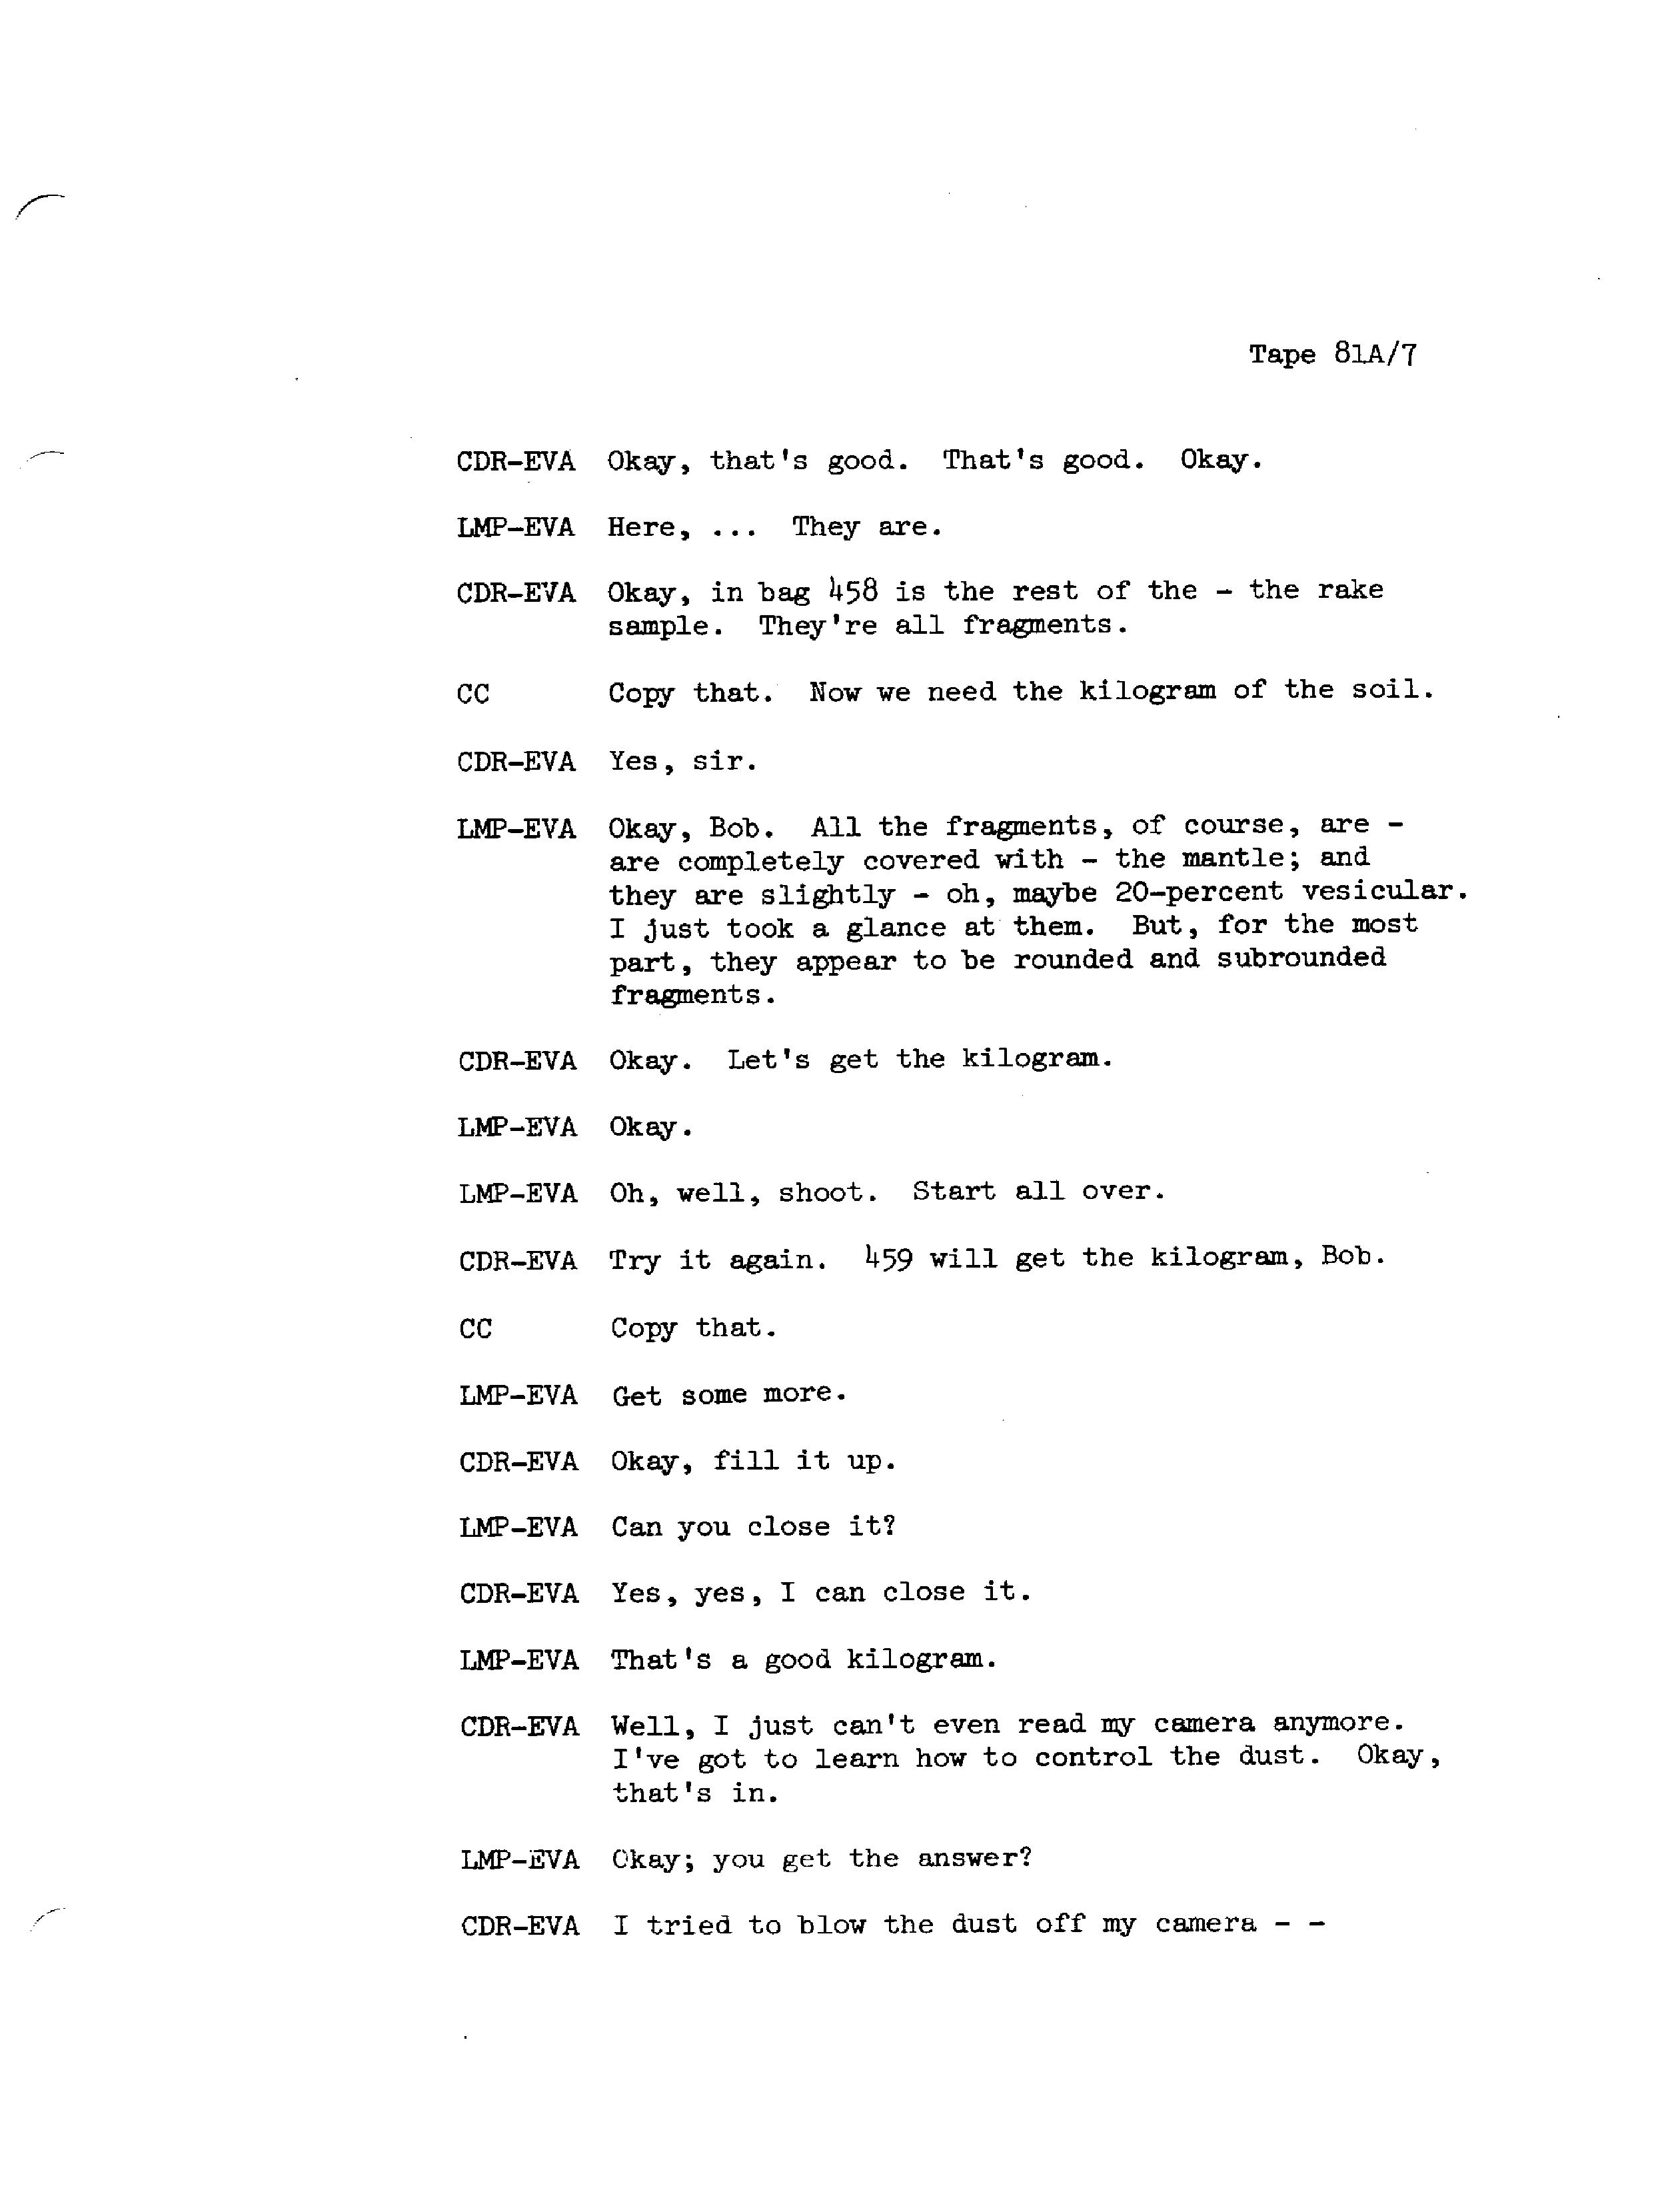 Tape 81A/7
CDR-EVA Okay, that's good. That's good. Okay.
LMP-EVA Here, ... They are.
CDR-EVA Okay, in bag 458 is the rest of the - the rake
sample. They're all fragments.
CC Copy that. Now we need the kilogram of the soil.
CDR-EVA Yes, sir.
LMP-EVA Okay, Bob. All the fragments, of course, are -
are completely covered with - the mantle; and
they are slightly - oh, maybe 20-percent vesicular.
I just took a glance at them. But, for the most
part, they appear to be rounded and subrounded
fragments.
CDR-EVA Okay. Let's get the kilogram.
LMP-EVA Okay.
LMP-EVA Oh, well, shoot. Start all over.
CDR-EVA Try it again. 459 will get the kilogram, Bob.
CC Copy that.
LMP-EVA Get some more.
CDR-EVA Okay, fill it up.
LMP-EVA Can you close it?
CDR-EVA Yes, yes, I can close it.
LMP-EVA That's a good kilogram.
CDR-EVA Well, I just can't even read my camera anymore.
I've got to learn how to control the dust. Okay,
that's in.
LMP-EVA Okay; you get the answer?
CDR-EVA I tried to blow the dust off my camera - -